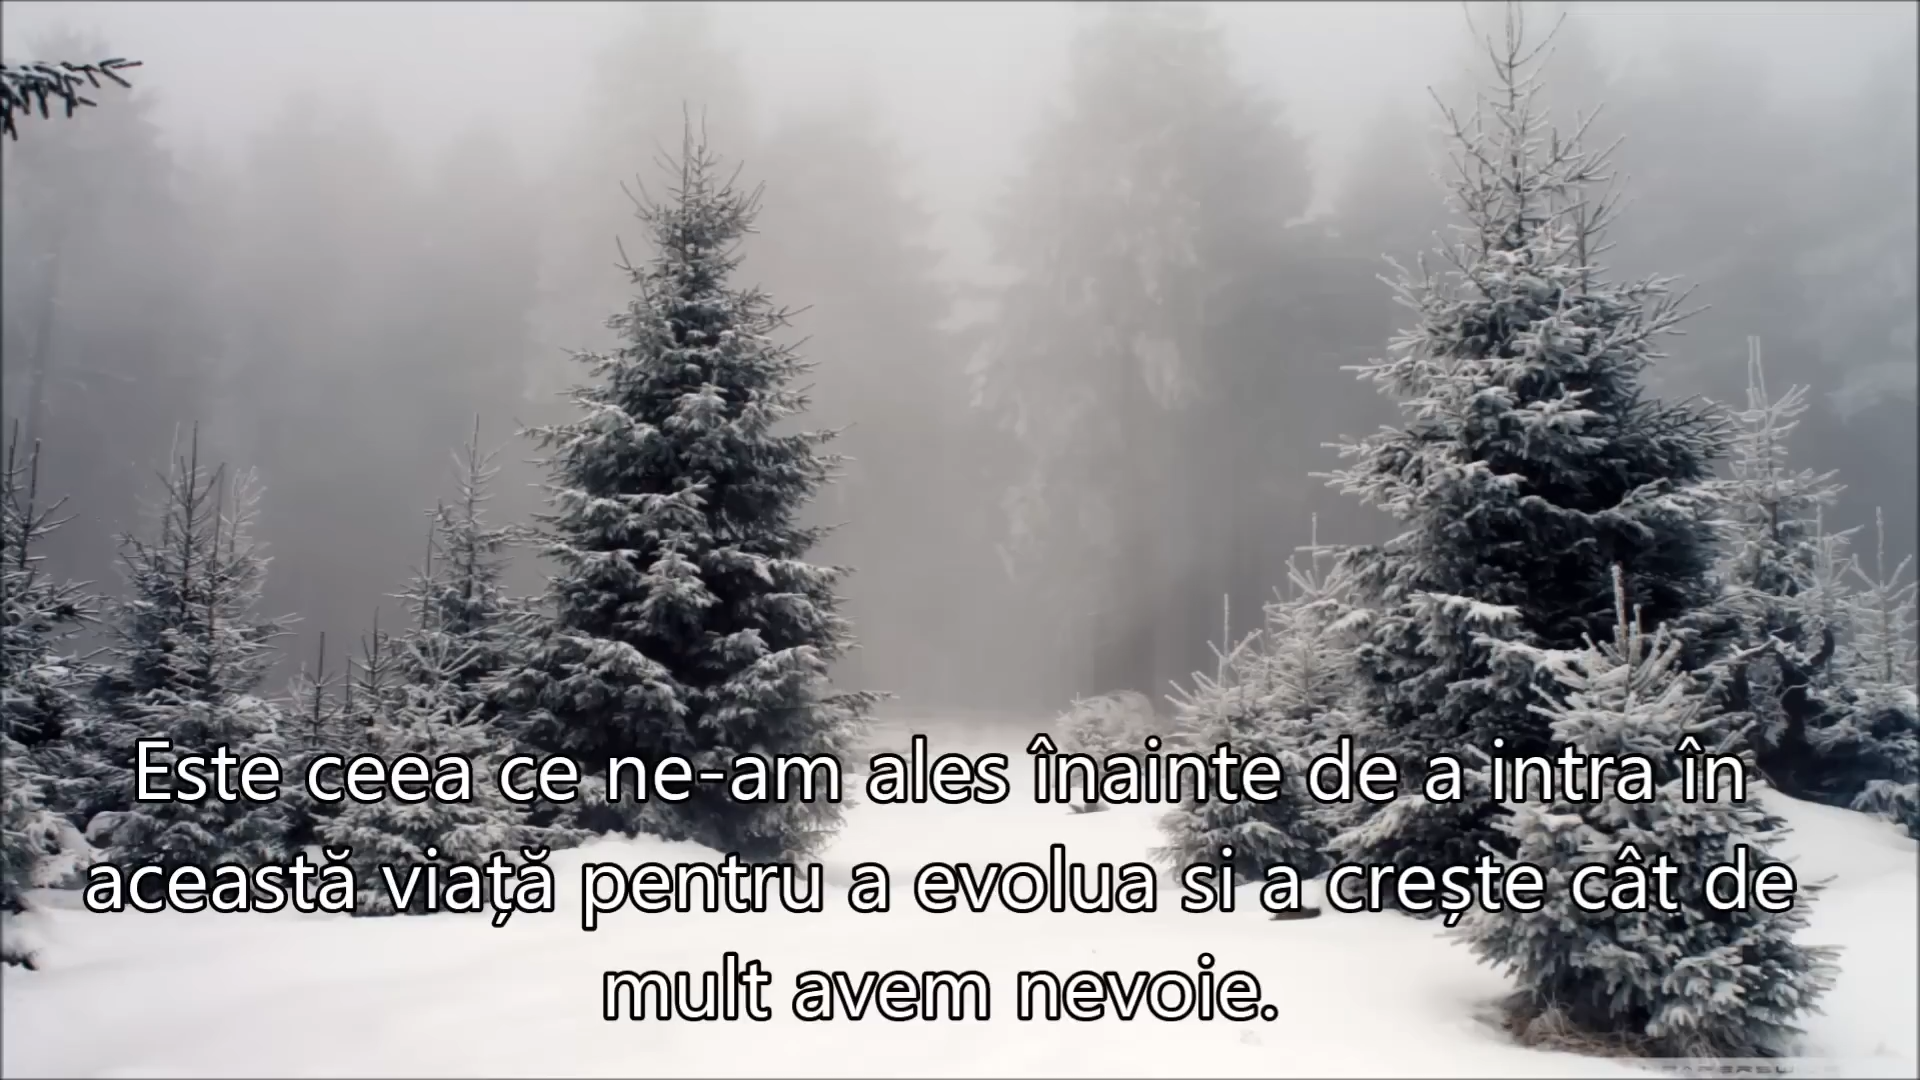 Este ceea ce ne-am ales înainte de a intra în
această viață pentru a evolua si a crește cât de
mult avem nevoie.